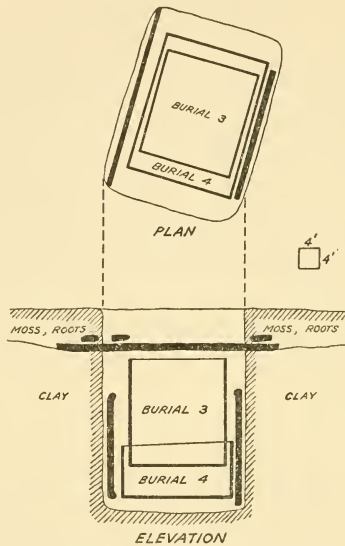 BURIAL 3
BURIAL 4
PLAN
4'
4'
MOSS, ROOTS
MOSS, ROOTS
CLAY
BURIAL 3
CLAY
BURIAL 4
ELEVATION